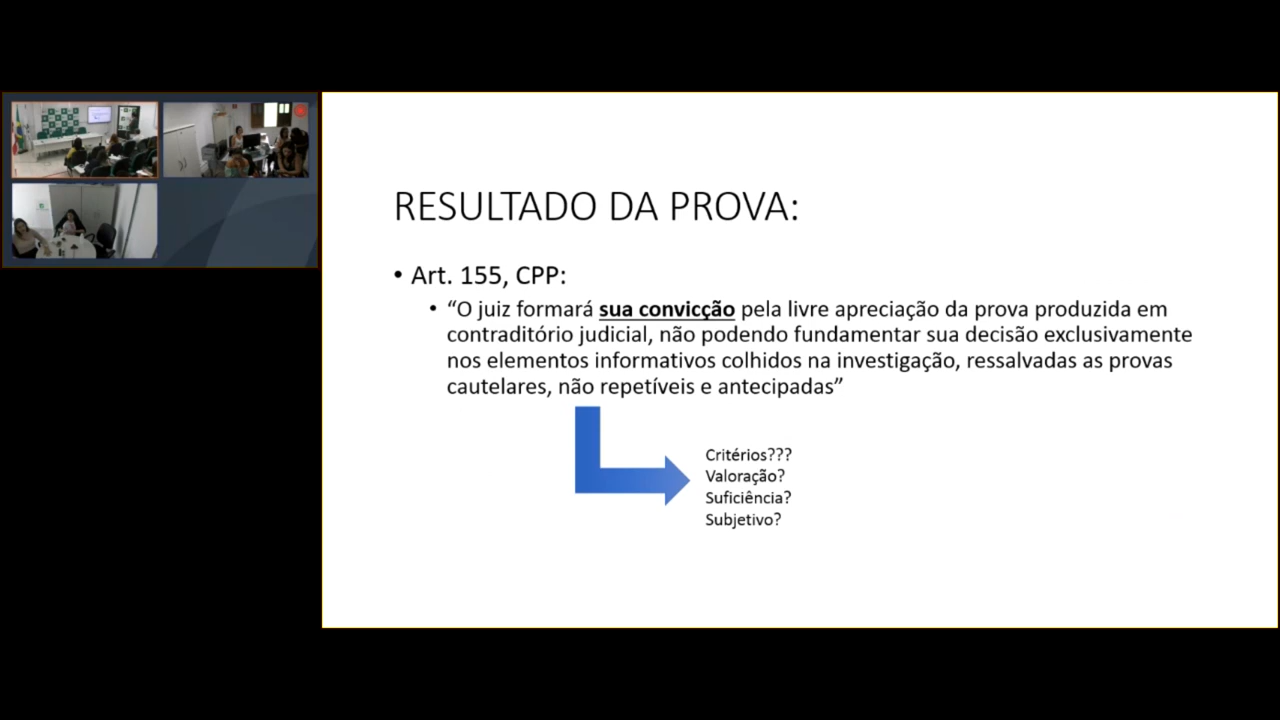 RESULTADO DA PROVA:
• Art. 155, CPP:
• “O juiz formará sua convicção pela livre apreciação da prova produzida em
contraditório judicial, não podendo fundamentar sua decisão exclusivamente
nos elementos informativos colhidos na investigação, ressalvadas as provas
cautelares, não repetíveis e antecipadas”
Critérios???
Valoração?
Suficiência?
Subjetivo?